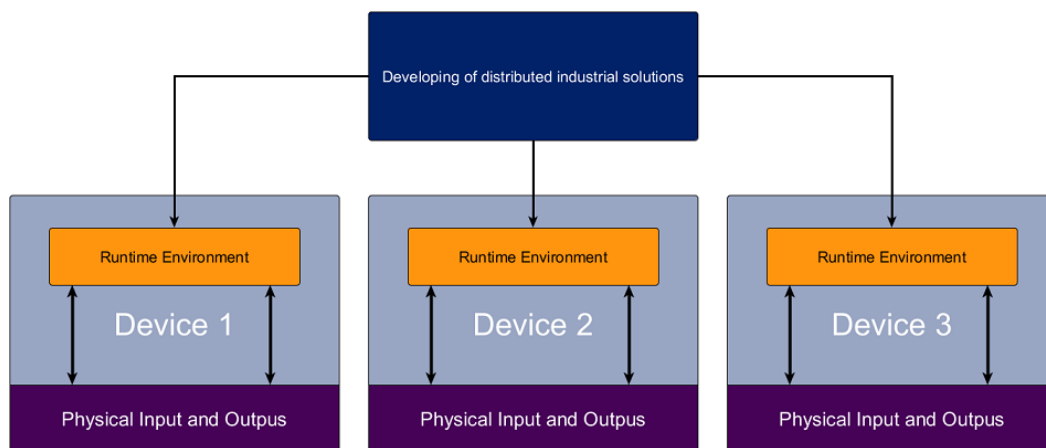 Developing of distributed industrial solutions
Runtime Environment
Runtime Environment
Runtime Environment
Device 1
Device 2
Device 3
Physical Input and Outpus
Physical Input and Outpus
Physical Input and Outpus